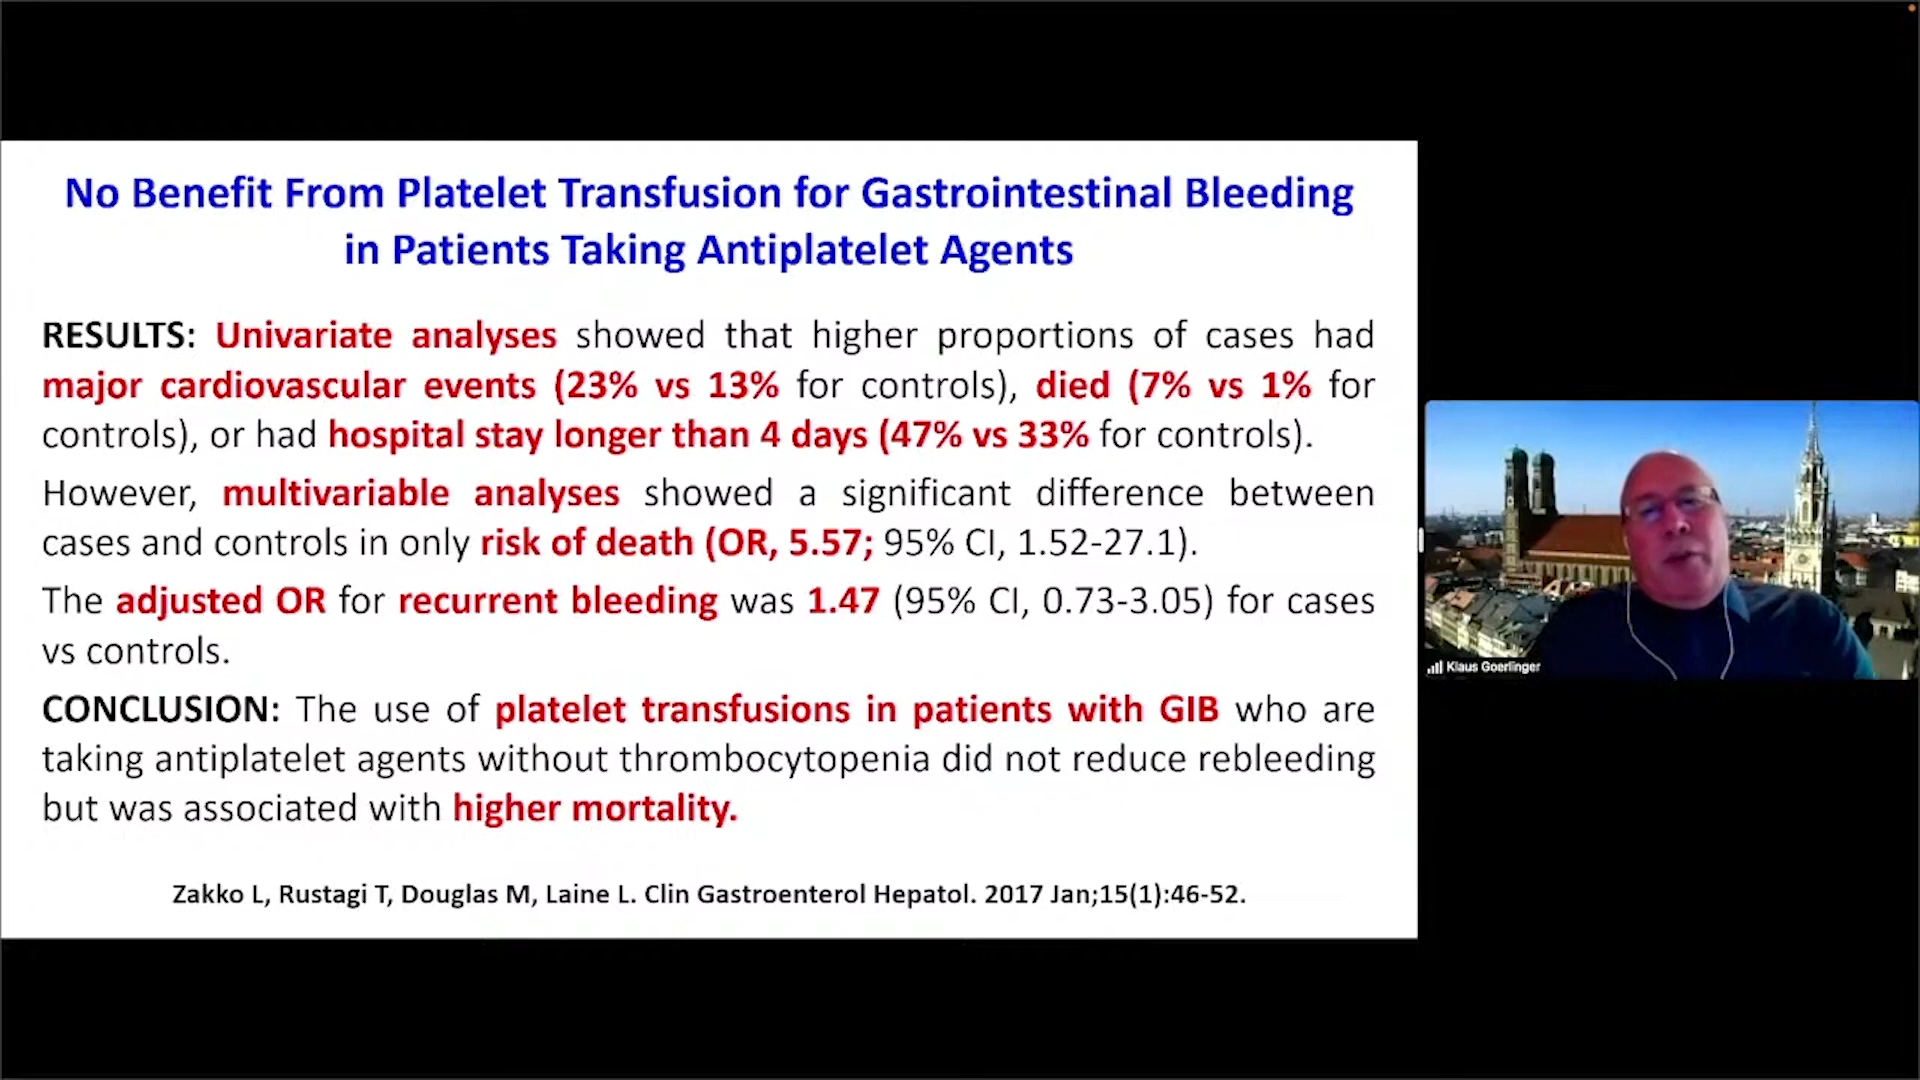 No Benefit From Platelet Transfusion for Gastrointestinal Bleeding
in Patients Taking Antiplatelet Agents
RESULTS: Univariate analyses showed that higher proportions of cases had
major cardiovascular events (23% vs 13% for controls), died (7% vs 1% for
controls), or had hospital stay longer than 4 days (47% vs 33% for controls).
However, multivariable analyses showed a significant difference between
cases and controls in only risk of death (OR, 5.57; 95% CI, 1.52-27.1).
The adjusted OR for recurrent bleeding was 1.47 (95% CI, 0.73-3.05) for cases
vs controls.
CONCLUSION: The use of platelet transfusions in patients with GIB who are
taking antiplatelet agents without thrombocytopenia did not reduce rebleeding
but was associated with higher mortality.
Zakko L, Rustagi T, Douglas M, Laine L. Clin Gastroenterol Hepatol. 2017 Jan;15(1):46-52.
Klaus Goerlinger